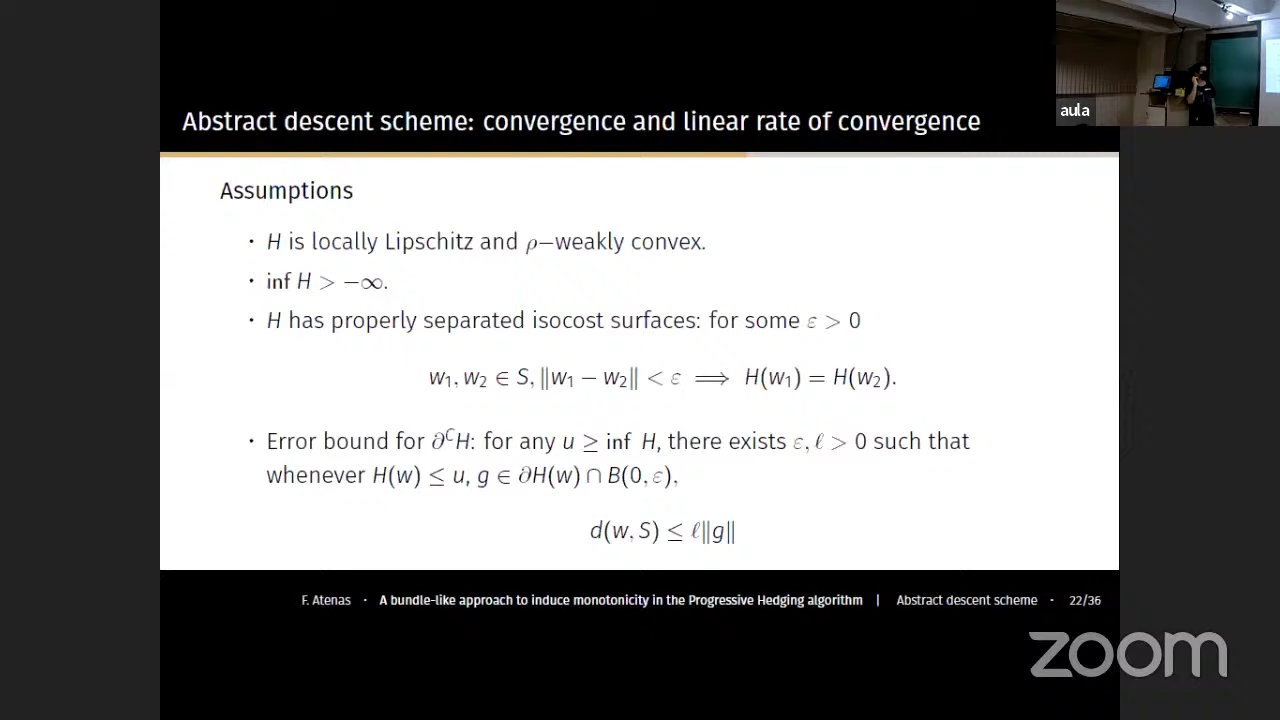 aula
Abstract descent scheme: convergence and linear rate of convergence
Assumptions
· H is locally Lipschitz and ρ−weakly convex.
· inf H > −∞.
· H has properly separated isocost surfaces: for some ε > 0
w₁, w₂ ∈ S, ‖w₁ − w₂‖ < ε ⟹ H(w₁) = H(w₂).
· Error bound for ∂ᶜH: for any u ≥ inf H, there exists ε, ℓ > 0 such that
whenever H(w) ≤ u, g ∈ ∂H(w) ∩ B(0, ε),
d(w, S) ≤ ℓ‖g‖
F. Atenas · A bundle-like approach to induce monotonicity in the Progressive Hedging algorithm | Abstract descent scheme · 22/36
zoom